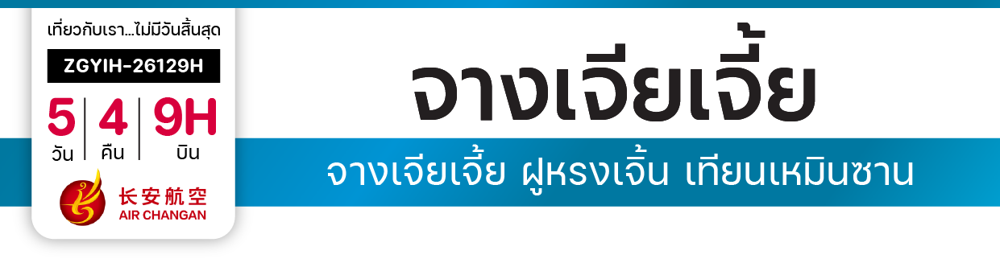 เที่ยวกับเรา...ไม่มีวันสิ้นสุด
ZGYIH-26129H
5 วัน
4 คืน
9H บิน
长安航空
AIR CHANGAN
จางเจียเจี้ย
จางเจียเจี้ย ฝูหรงเจิ้น เทียนเหมินซาน